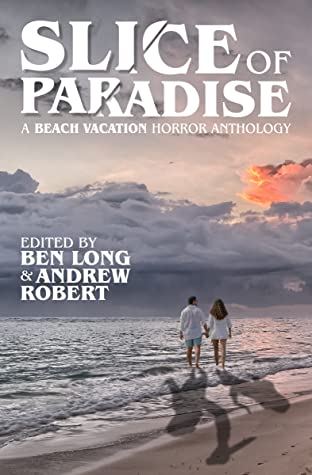 SLICE OF
PARADISE
A BEACH VACATION HORROR ANTHOLOGY
EDITED BY
BEN LONG
& ANDREW
ROBERT